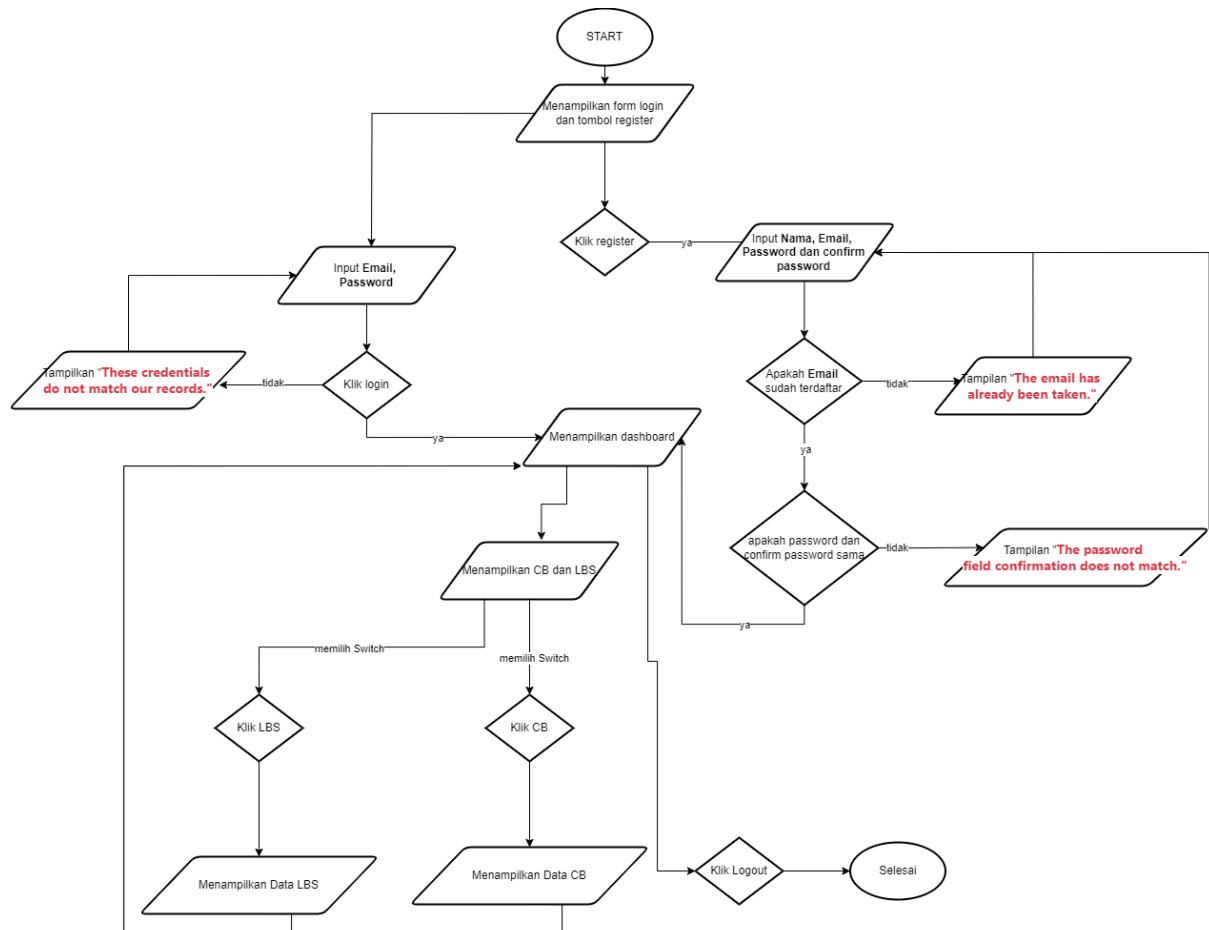 START
Menampilkan form login
dan tombol register
Klik register
ya
Input Nama, Email,
Password dan confirm
password
Input Email,
Password
Tampilkan "These credentials
do not match our records."
tidak
Klik login
Apakah Email
sudah terdaftar
tidak
Tampilan "The email has
already been taken."
ya
Menampilkan dashboard
ya
apakah password dan
confirm password sama
tidak
Tampilan "The password
field confirmation does not match."
Menampilkan CB dan LBS
ya
memilih Switch
memilih Switch
Klik LBS
Klik CB
Menampilkan Data LBS
Menampilkan Data CB
Klik Logout
Selesai